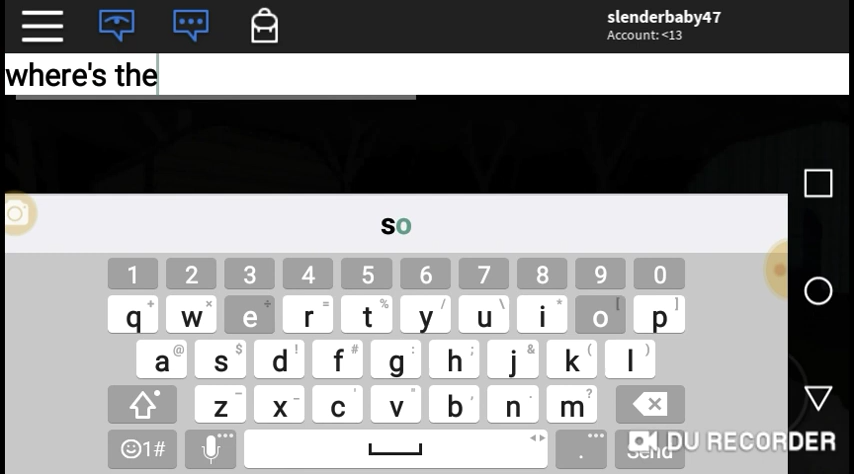 slenderbaby47
Account: <13
where's the
so
1 2 3 4 5 6 7 8 9 0
q + w × e ÷ r = t % y / u \ i * o [ p ]
a @ s $ d ! f # g : h ; j & k ( l )
z - x _ c ' v " b , n . m ?
☺1# . Send
DU RECORDER